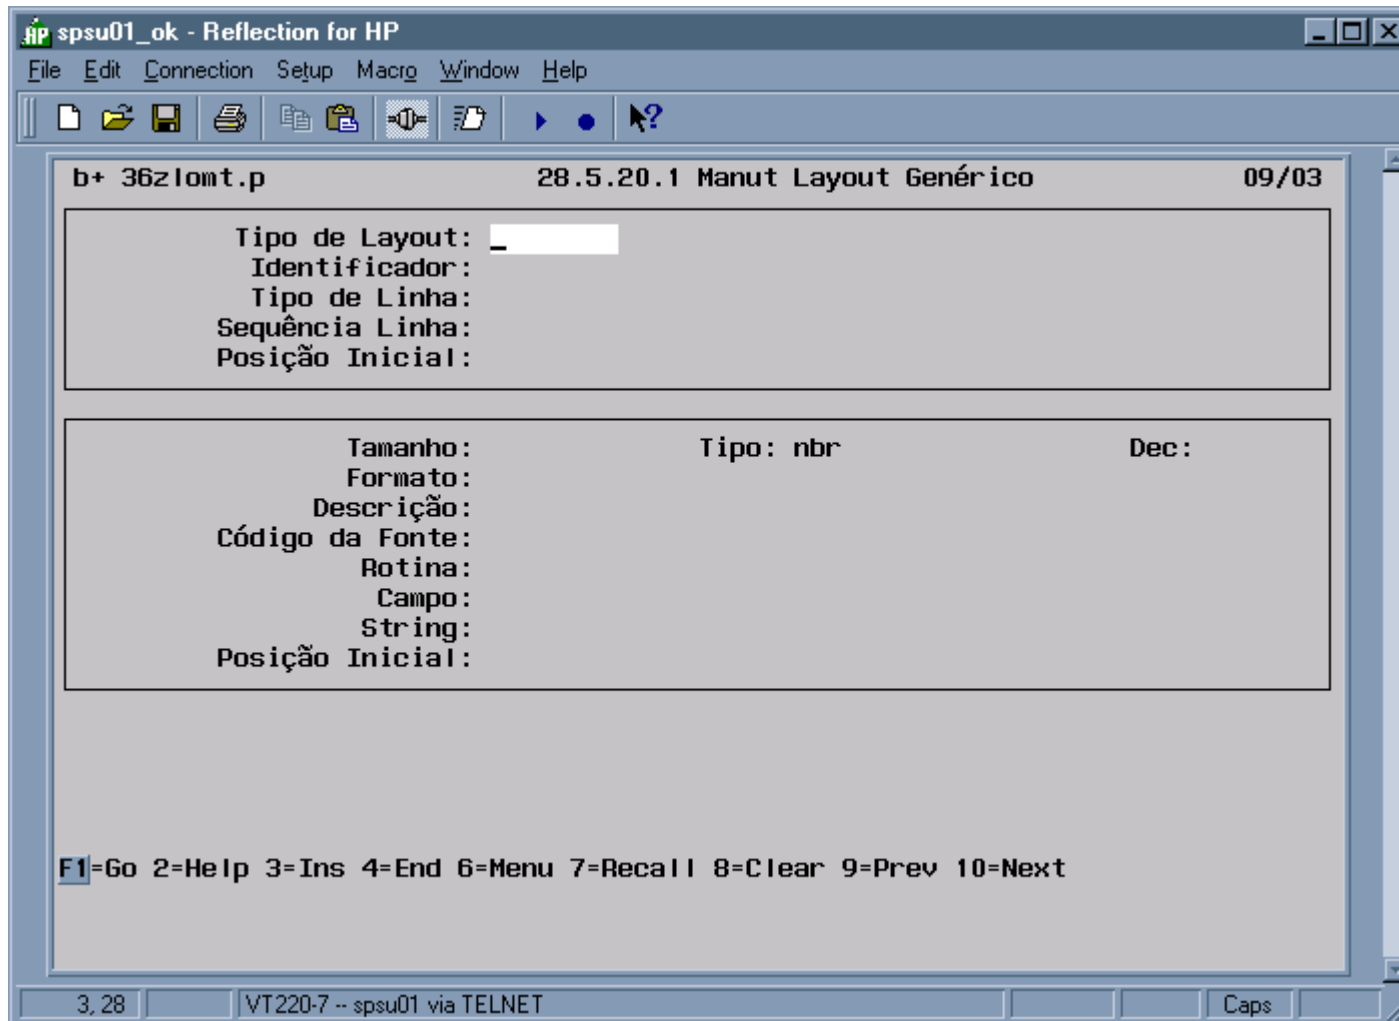 spsu01_ok - Reflection for HP
File Edit Connection Setup Macro Window Help
b+ 36zlomt.p 28.5.20.1 Manut Layout Genérico 09/03
Tipo de Layout: _
Identificador:
Tipo de Linha:
Sequência Linha:
Posição Inicial:
Tamanho: Tipo: nbr Dec:
Formato:
Descrição:
Código da Fonte:
Rotina:
Campo:
String:
Posição Inicial:
F1=Go 2=Help 3=Ins 4=End 6=Menu 7=Recall 8=Clear 9=Prev 10=Next
3, 28 VT220-7 -- spsu01 via TELNET Caps